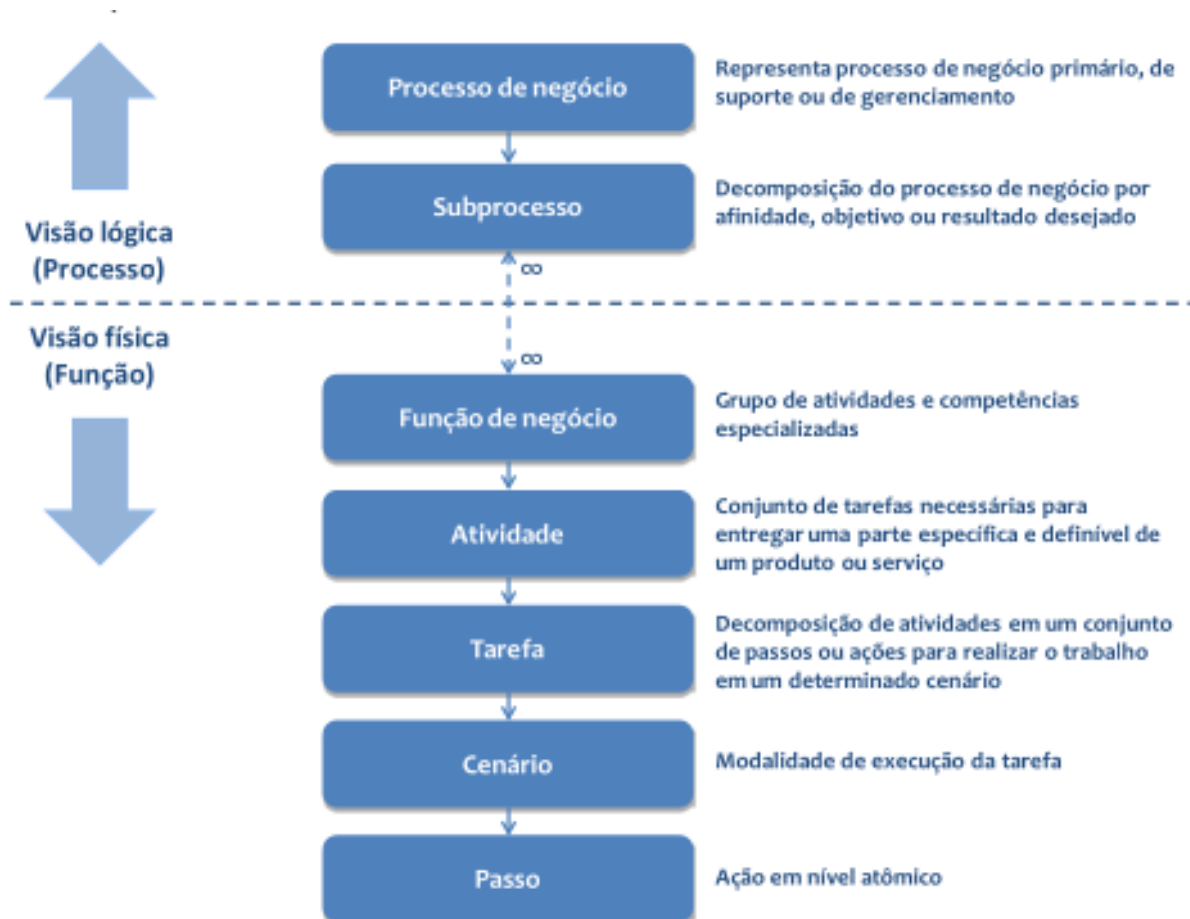 Processo de negócio
Representa processo de negócio primário, de
suporte ou de gerenciamento
Subprocesso
Decomposição do processo de negócio por
afinidade, objetivo ou resultado desejado
Visão lógica
(Processo)
∞
Visão física
(Função)
∞
Função de negócio
Grupo de atividades e competências
especializadas
Atividade
Conjunto de tarefas necessárias para
entregar uma parte específica e definível de
um produto ou serviço
Tarefa
Decomposição de atividades em um conjunto
de passos ou ações para realizar o trabalho
em um determinado cenário
Cenário
Modalidade de execução da tarefa
Passo
Ação em nível atômico